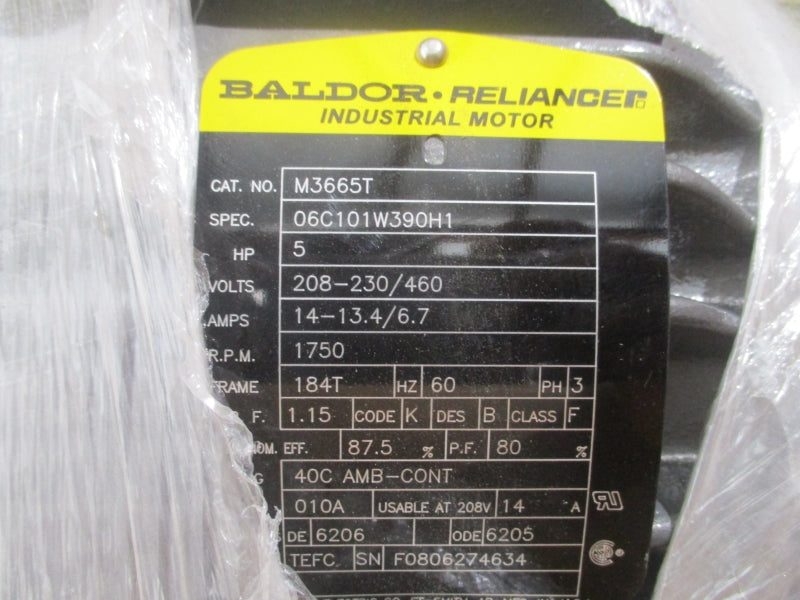 BALDOR • RELIANCER
INDUSTRIAL MOTOR
CAT. NO. M3665T
SPEC. 06C101W390H1
HP 5
VOLTS 208-230/460
AMPS 14-13.4/6.7
R.P.M. 1750
FRAME 184T HZ 60 PH 3
F. 1.15 CODE K DES B CLASS F
NOM. EFF. 87.5 % P.F. 80 %
G 40C AMB-CONT
010A USABLE AT 208V 14 A
S DE 6206 ODE 6205
TEFC SN F0806274634